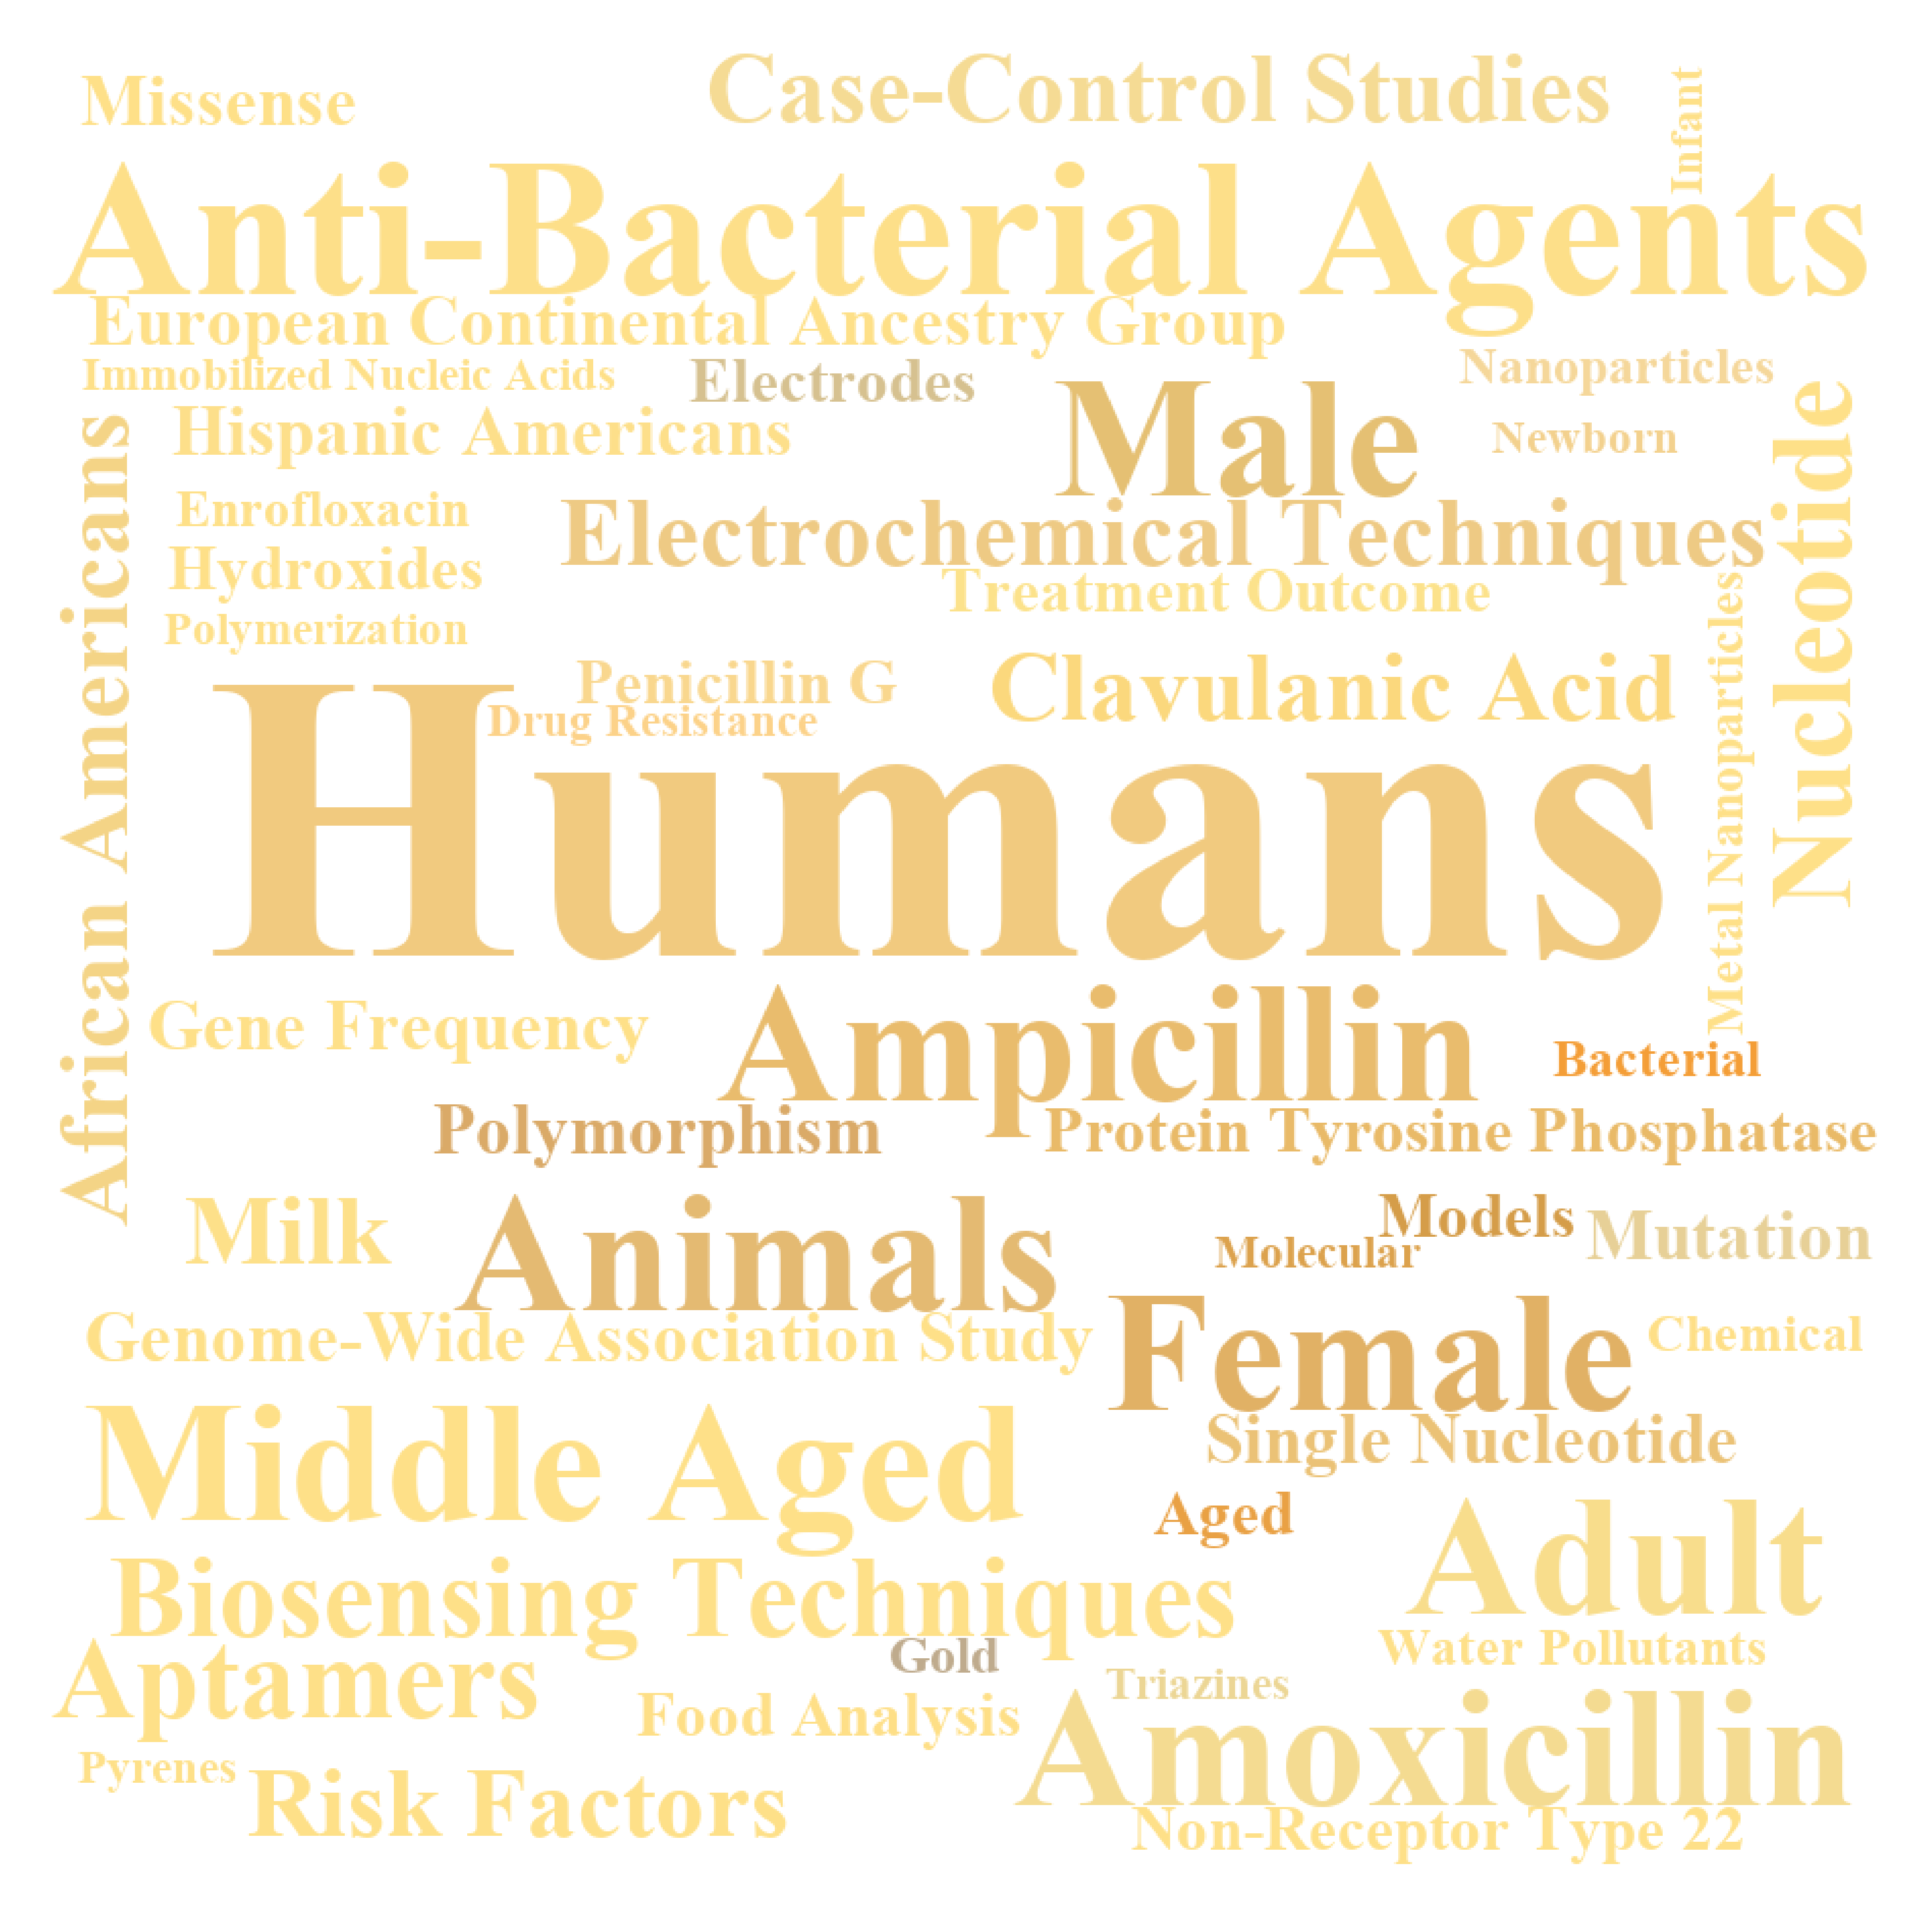 Case-Control Studies
Missense
Infant
Anti-Bacterial Agents
European Continental Ancestry Group
Immobilized Nucleic Acids
Electrodes
Nanoparticles
Male
Hispanic Americans
Newborn
Nucleotide
African Americans
Enrofloxacin
Electrochemical Techniques
Hydroxides
Treatment Outcome
Polymerization
Metal Nanoparticles
Penicillin G
Clavulanic Acid
Drug Resistance
Humans
Gene Frequency
Ampicillin
Bacterial
Polymorphism
Protein Tyrosine Phosphatase
Milk
Animals
Models
Mutation
Molecular
Genome-Wide Association Study
Female
Chemical
Middle Aged
Single Nucleotide
Aged
Adult
Biosensing Techniques
Water Pollutants
Gold
Aptamers
Triazines
Food Analysis
Amoxicillin
Pyrenes
Risk Factors
Non-Receptor Type 22